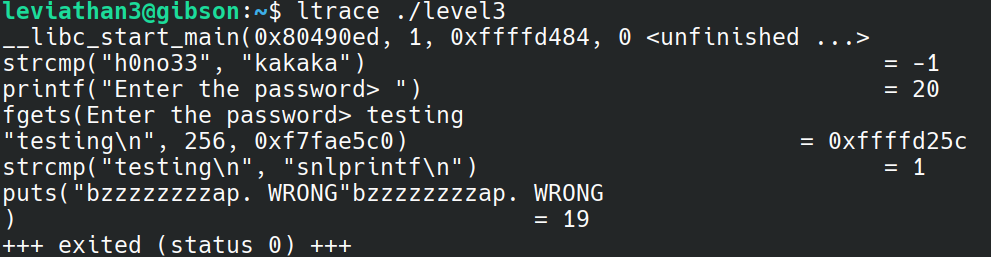 leviathan3@gibson:~$ ltrace ./level3
__libc_start_main(0x80490ed, 1, 0xffffd484, 0 <unfinished ...>
strcmp("h0no33", "kakaka") = -1
printf("Enter the password> ") = 20
fgets(Enter the password> testing
"testing\n", 256, 0xf7fae5c0) = 0xffffd25c
strcmp("testing\n", "snlprintf\n") = 1
puts("bzzzzzzzzap. WRONG"bzzzzzzzzap. WRONG
) = 19
+++ exited (status 0) +++